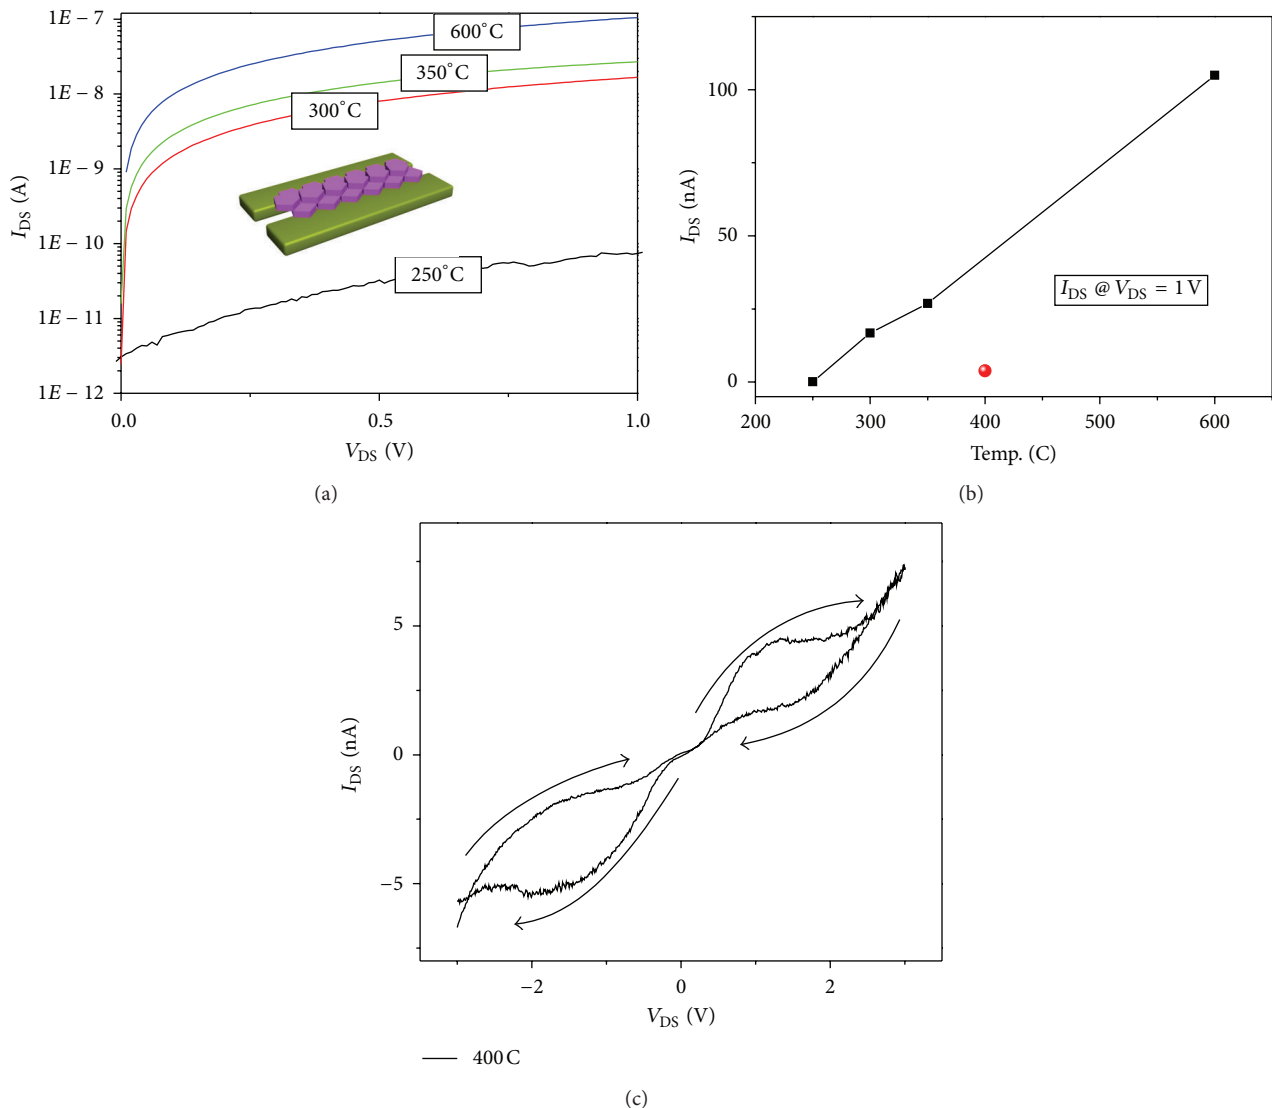 1E − 7
1E − 8
1E − 9
1E − 10
1E − 11
1E − 12
I_DS (A)
600°C
350°C
300°C
250°C
0.0 0.5 1.0
V_DS (V)
(a)
100
50
0
I_DS (nA)
I_DS @ V_DS = 1 V
200 300 400 500 600
Temp. (C)
(b)
5
0
−5
I_DS (nA)
−2 0 2
V_DS (V)
400 C
(c)